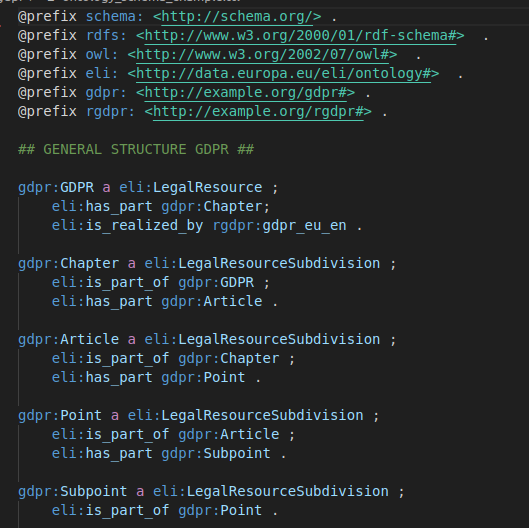 @prefix schema: <http://schema.org/> .
@prefix rdfs: <http://www.w3.org/2000/01/rdf-schema#>  .
@prefix owl: <http://www.w3.org/2002/07/owl#>  .
@prefix eli: <http://data.europa.eu/eli/ontology#>  .
@prefix gdpr: <http://example.org/gdpr#> .
@prefix rgdpr: <http://example.org/rgdpr#> .
## GENERAL STRUCTURE GDPR ##
gdpr:GDPR a eli:LegalResource ;
    eli:has_part gdpr:Chapter;
    eli:is_realized_by rgdpr:gdpr_eu_en .
gdpr:Chapter a eli:LegalResourceSubdivision ;
    eli:is_part_of gdpr:GDPR ;
    eli:has_part gdpr:Article .
gdpr:Article a eli:LegalResourceSubdivision ;
    eli:is_part_of gdpr:Chapter ;
    eli:has_part gdpr:Point .
gdpr:Point a eli:LegalResourceSubdivision ;
    eli:is_part_of gdpr:Article ;
    eli:has_part gdpr:Subpoint .
gdpr:Subpoint a eli:LegalResourceSubdivision ;
    eli:is_part_of gdpr:Point .